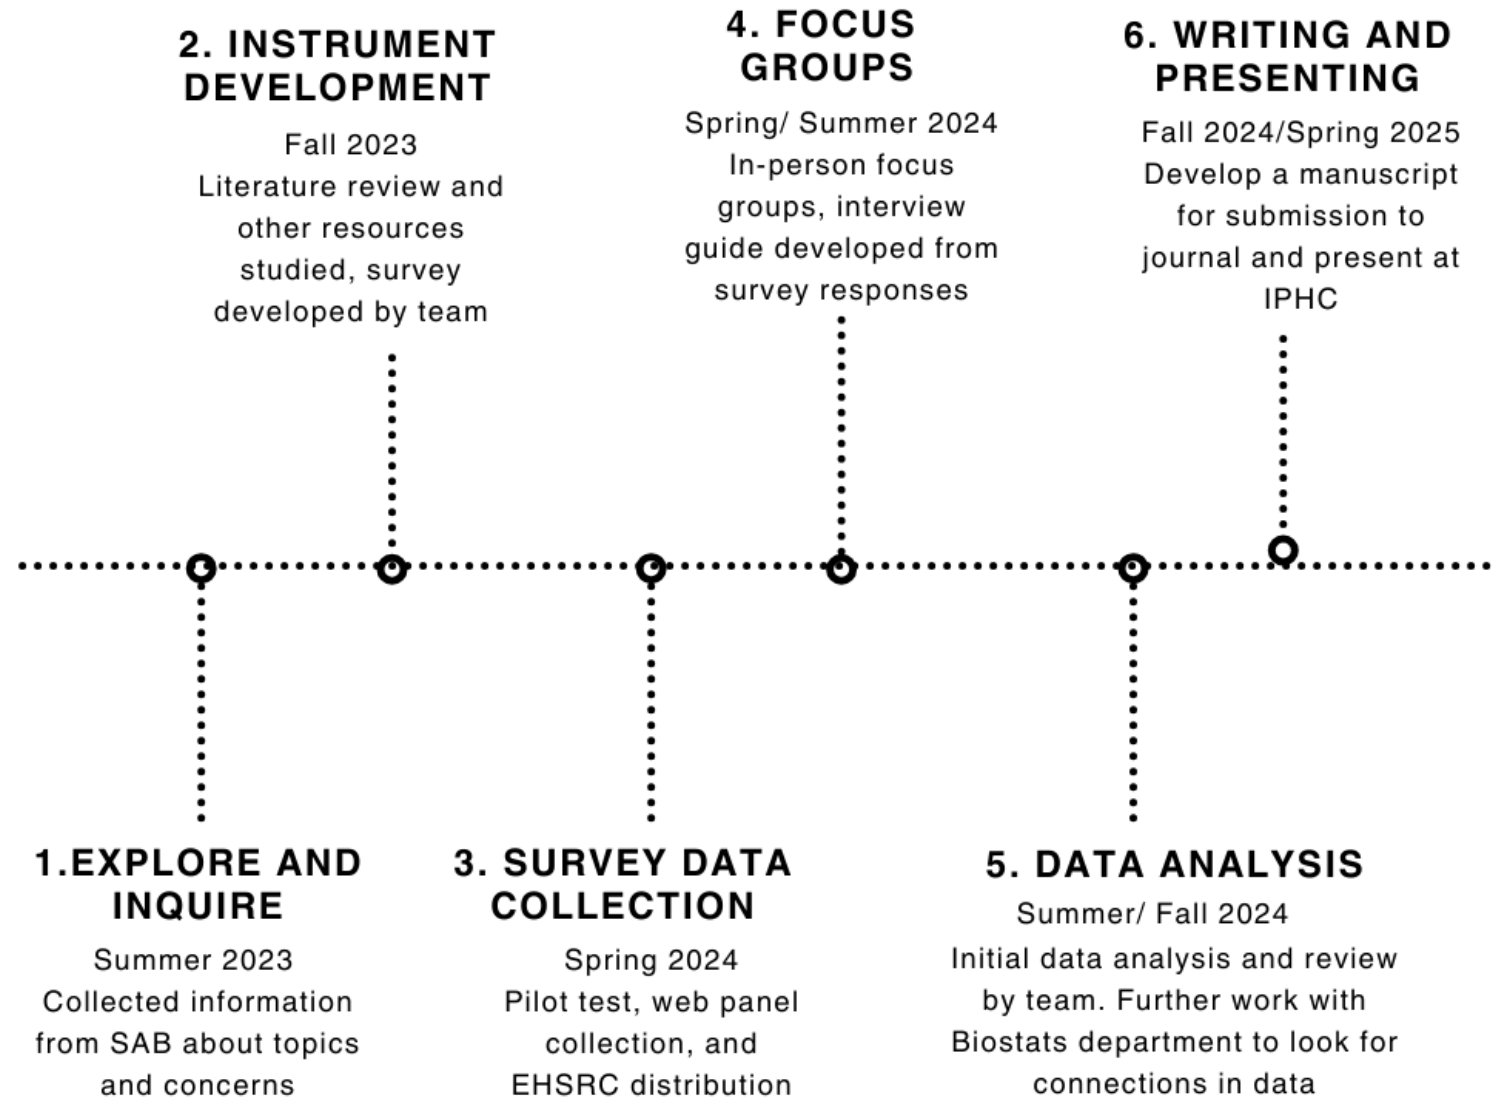 2. INSTRUMENT
DEVELOPMENT
Fall 2023
Literature review and
other resources
studied, survey
developed by team
4. FOCUS
GROUPS
Spring/ Summer 2024
In-person focus
groups, interview
guide developed from
survey responses
6. WRITING AND
PRESENTING
Fall 2024/Spring 2025
Develop a manuscript
for submission to
journal and present at
IPHC
1.EXPLORE AND
INQUIRE
Summer 2023
Collected information
from SAB about topics
and concerns
3. SURVEY DATA
COLLECTION
Spring 2024
Pilot test, web panel
collection, and
EHSRC distribution
5. DATA ANALYSIS
Summer/ Fall 2024
Initial data analysis and review
by team. Further work with
Biostats department to look for
connections in data